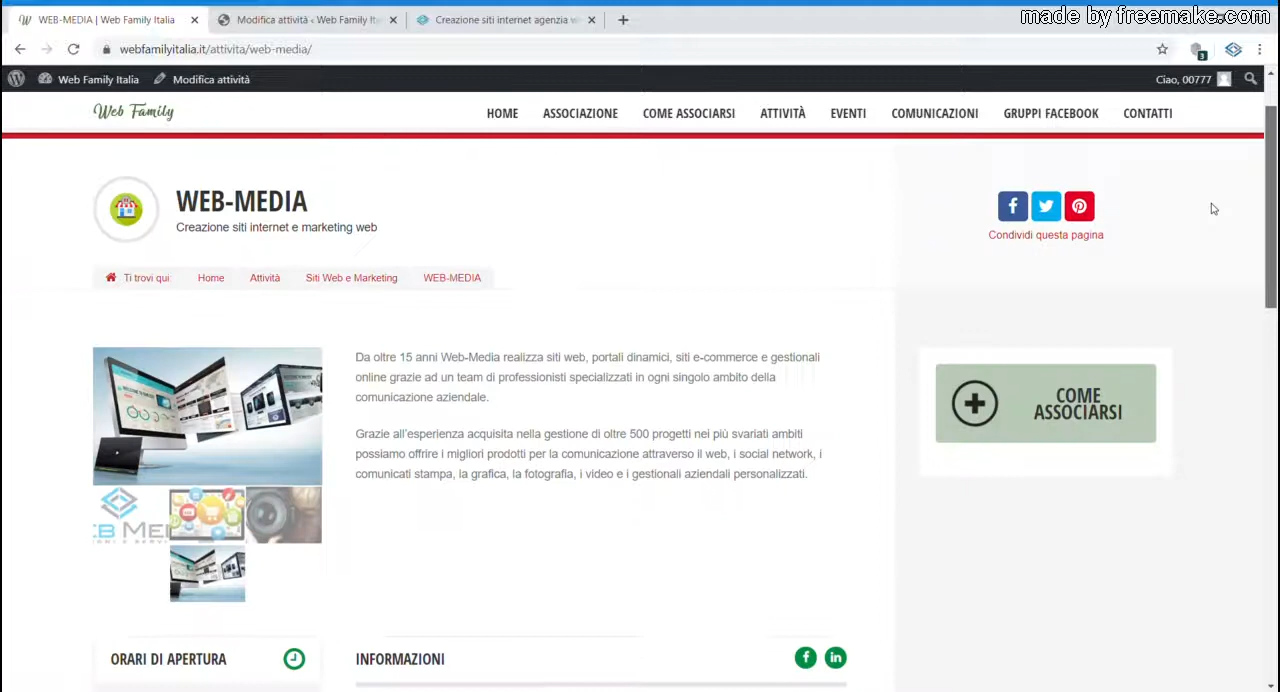 made by freemake.com
WEB-MEDIA | Web Family Italia
Modifica attività ‹ Web Family Ita
Creazione siti internet agenzia w
webfamilyitalia.it/attivita/web-media/
3
Web Family Italia
Modifica attività
Ciao, 00777
Web Family
HOME
ASSOCIAZIONE
COME ASSOCIARSI
ATTIVITÀ
EVENTI
COMUNICAZIONI
GRUPPI FACEBOOK
CONTATTI
WEB-MEDIA
Creazione siti internet e marketing web
Condividi questa pagina
Ti trovi qui
Home
Attività
Siti Web e Marketing
WEB-MEDIA
Da oltre 15 anni Web-Media realizza siti web, portali dinamici, siti e-commerce e gestionali
online grazie ad un team di professionisti specializzati in ogni singolo ambito della
comunicazione aziendale.
Grazie all'esperienza acquisita nella gestione di oltre 500 progetti nei più svariati ambiti
possiamo offrire i migliori prodotti per la comunicazione attraverso il web, i social network, i
comunicati stampa, la grafica, la fotografia, i video e i gestionali aziendali personalizzati.
COME
ASSOCIARSI
EB MEI
ORARI DI APERTURA
INFORMAZIONI